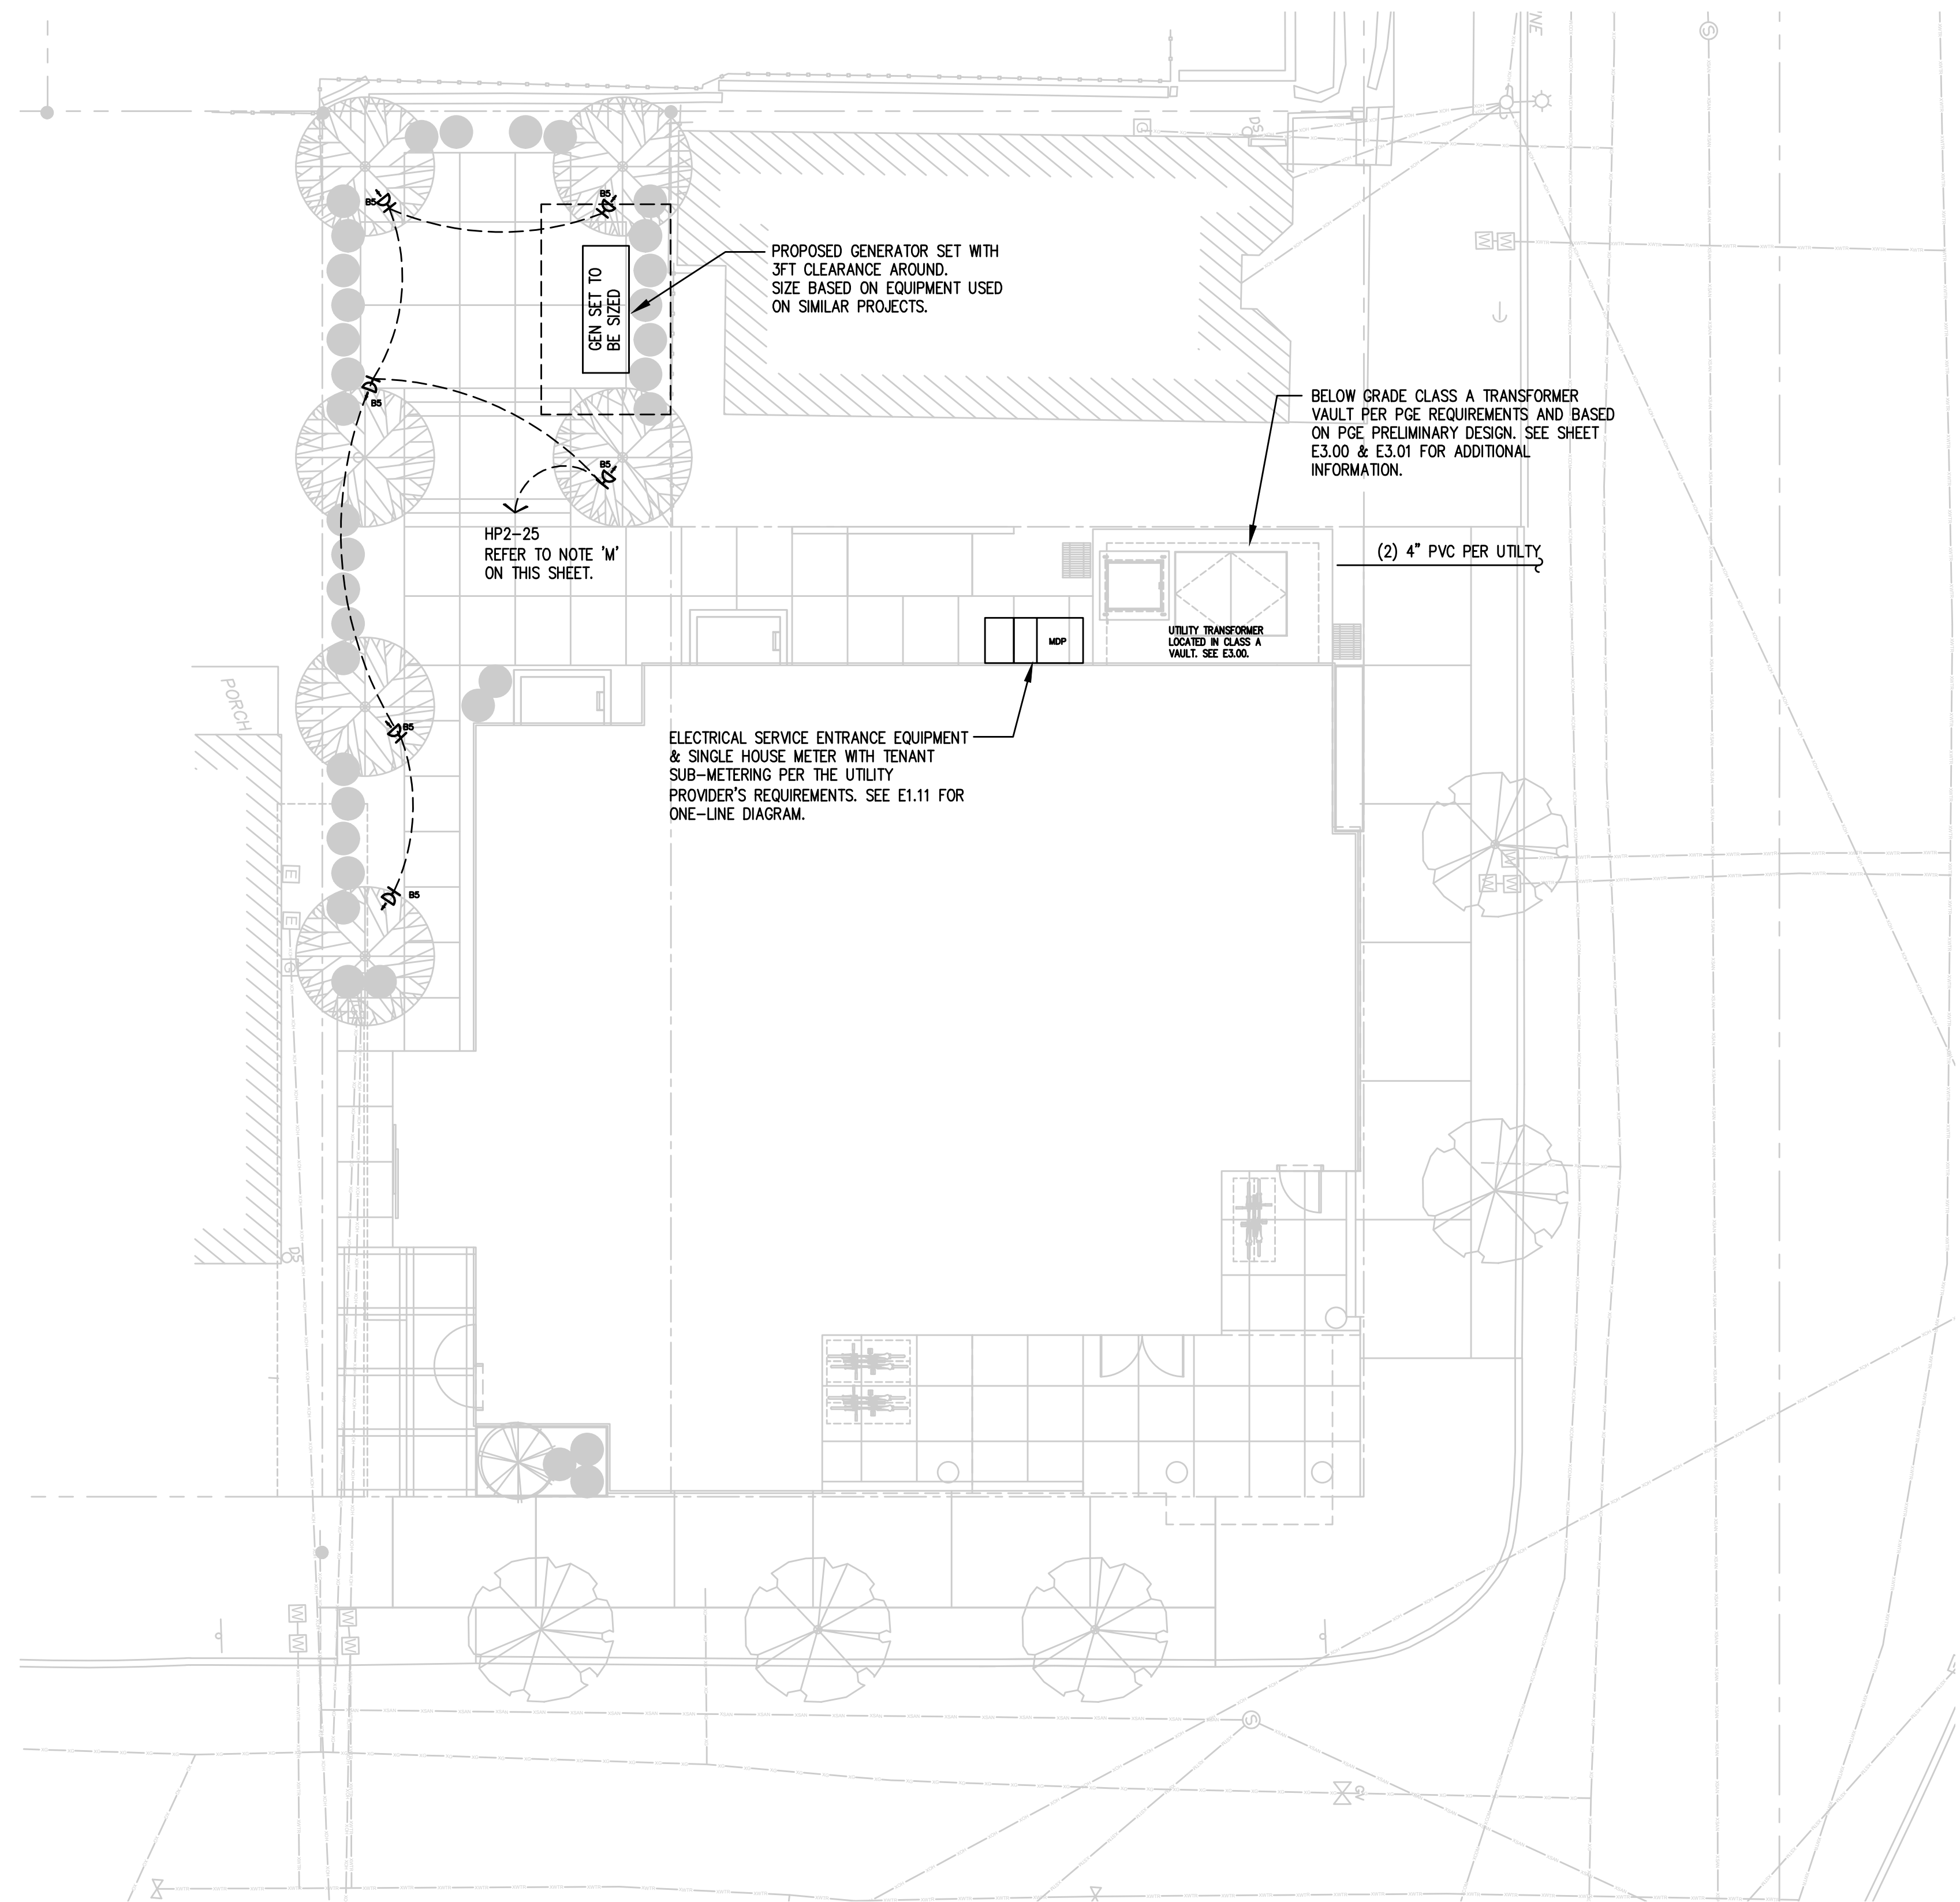 B5
B5
PROPOSED GENERATOR SET WITH
3FT CLEARANCE AROUND.
SIZE BASED ON EQUIPMENT USED
ON SIMILAR PROJECTS.
GEN SET TO
BE SIZED
B5
BELOW GRADE CLASS A TRANSFORMER
VAULT PER PGE REQUIREMENTS AND BASED
ON PGE PRELIMINARY DESIGN. SEE SHEET
E3.00 & E3.01 FOR ADDITIONAL
INFORMATION.
B5
HP2-25
REFER TO NOTE 'M'
ON THIS SHEET.
(2) 4" PVC PER UTILTY
MDP
UTILITY TRANSFORMER
LOCATED IN CLASS A
VAULT. SEE E3.00.
B5
ELECTRICAL SERVICE ENTRANCE EQUIPMENT
& SINGLE HOUSE METER WITH TENANT
SUB-METERING PER THE UTILITY
PROVIDER'S REQUIREMENTS. SEE E1.11 FOR
ONE-LINE DIAGRAM.
B5
PORCH
DS
G
S
W
W
W
W
W
E
E
G
DS
W
W
W
W
S
GV